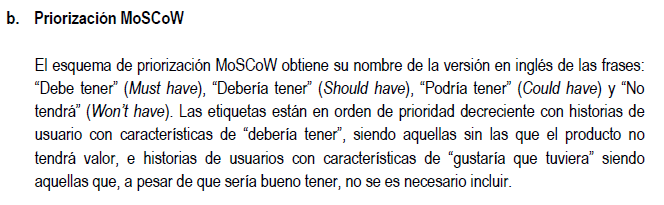 b. Priorización MoSCoW
El esquema de priorización MoSCoW obtiene su nombre de la versión en inglés de las frases:
“Debe tener” (Must have), “Debería tener” (Should have), “Podría tener” (Could have) y “No
tendrá” (Won’t have). Las etiquetas están en orden de prioridad decreciente con historias de
usuario con características de “debería tener”, siendo aquellas sin las que el producto no
tendrá valor, e historias de usuarios con características de “gustaría que tuviera” siendo
aquellas que, a pesar de que sería bueno tener, no se es necesario incluir.